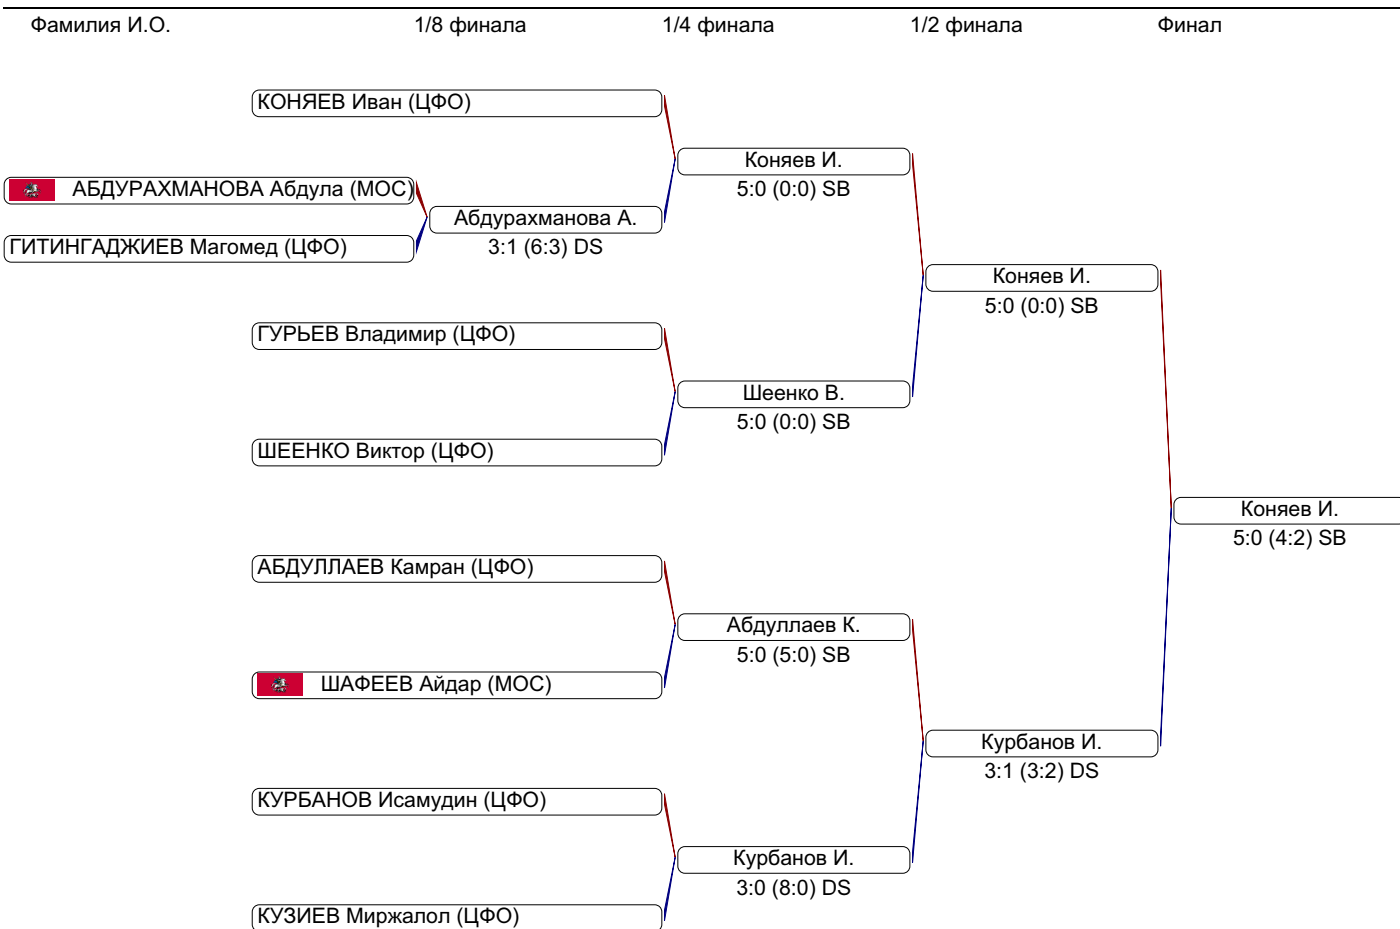 Фамилия И.О. 1/8 финала 1/4 финала 1/2 финала Финал
КОНЯЕВ Иван (ЦФО)
Коняев И.
5:0 (0:0) SB
АБДУРАХМАНОВА Абдула (МОС)
Абдурахманова А.
3:1 (6:3) DS
ГИТИНГАДЖИЕВ Магомед (ЦФО)
Коняев И.
5:0 (0:0) SB
ГУРЬЕВ Владимир (ЦФО)
Шеенко В.
5:0 (0:0) SB
ШЕЕНКО Виктор (ЦФО)
Коняев И.
5:0 (4:2) SB
АБДУЛЛАЕВ Камран (ЦФО)
Абдуллаев К.
5:0 (5:0) SB
ШАФЕЕВ Айдар (МОС)
Курбанов И.
3:1 (3:2) DS
КУРБАНОВ Исамудин (ЦФО)
Курбанов И.
3:0 (8:0) DS
КУЗИЕВ Миржалол (ЦФО)